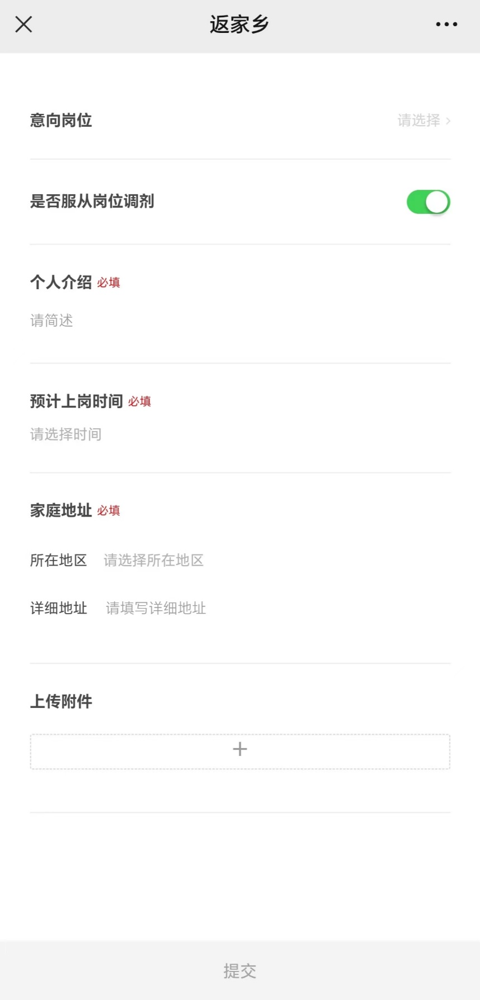 返家乡
意向岗位 请选择
是否服从岗位调剂
个人介绍 必填
请简述
预计上岗时间 必填
请选择时间
家庭地址 必填
所在地区 请选择所在地区
详细地址 请填写详细地址
上传附件
提交